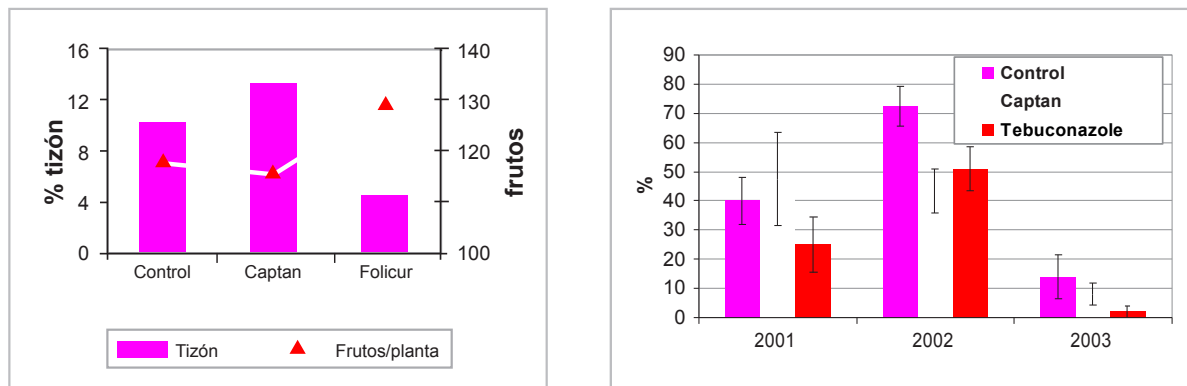 16
12
8
4
0
% tizón
140
130
120
110
100
frutos
Control Captan Folicur
Tizón Frutos/planta
90
80
70
60
50
40
30
20
10
0
%
Control
Captan
Tebuconazole
2001 2002 2003